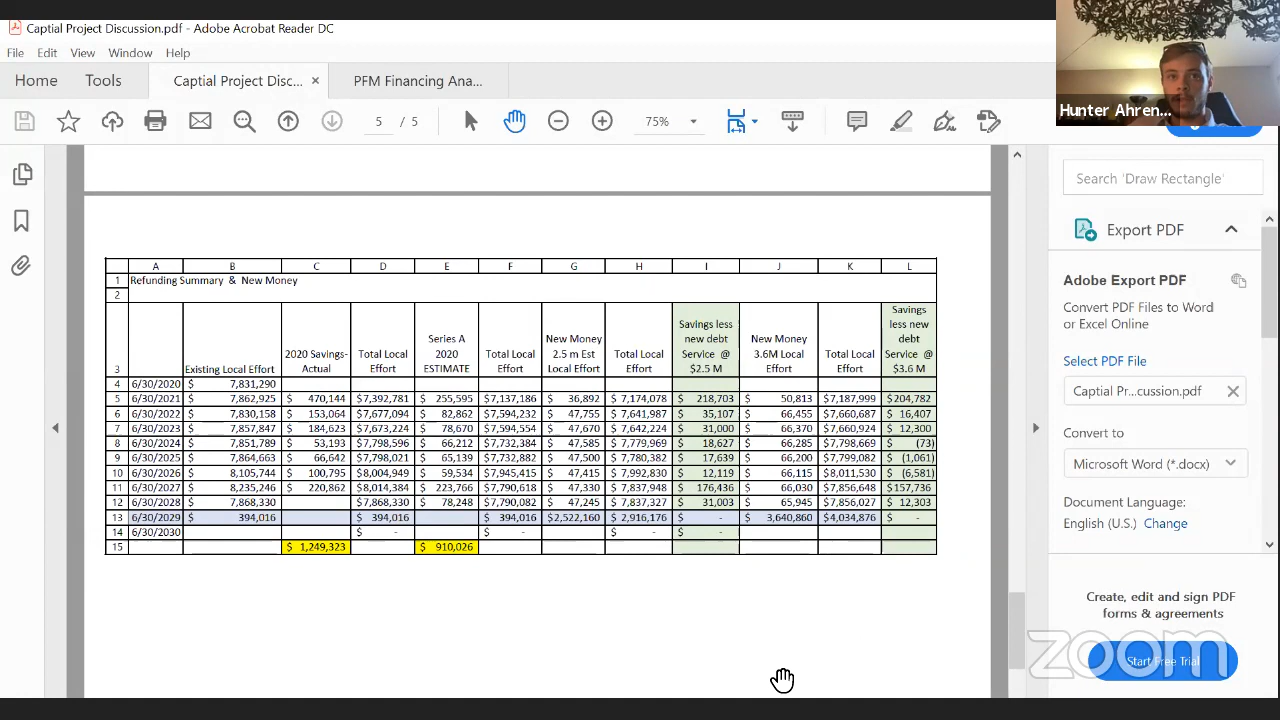 Captial Project Discussion.pdf - Adobe Acrobat Reader DC
File Edit View Window Help
Home Tools Captial Project Disc... × PFM Financing Ana...
5 / 5 75%
Hunter Ahren...
Search 'Draw Rectangle'
Export PDF
Adobe Export PDF
Convert PDF Files to Word
or Excel Online
Select PDF File
Captial Pr...cussion.pdf
Convert to
Microsoft Word (*.docx)
Document Language:
English (U.S.) Change
Create, edit and sign PDF
forms & agreements
Start Free Trial
zoom
A B C D E F G H I J K L
1 Refunding Summary & New Money
2
3 Existing Local Effort 2020 Savings-Actual Total Local Effort Series A 2020 ESTIMATE Total Local Effort New Money 2.5 m Est Local Effort Total Local Effort Savings less new debt Service @ $2.5 M New Money 3.6M Local Effort Total Local Effort Savings less new debt Service @ $3.6 M
4 6/30/2020 $ 7,831,290
5 6/30/2021 $ 7,862,925 $ 470,144 $7,392,781 $ 255,595 $ 7,137,186 $ 36,892 $ 7,174,078 $ 218,703 $ 50,813 $ 7,187,999 $204,782
6 6/30/2022 $ 7,830,158 $ 153,064 $7,677,094 $ 82,862 $ 7,594,232 $ 47,755 $ 7,641,987 $ 35,107 $ 66,455 $ 7,660,687 $ 16,407
7 6/30/2023 $ 7,857,847 $ 184,623 $7,673,224 $ 78,670 $ 7,594,554 $ 47,670 $ 7,642,224 $ 31,000 $ 66,370 $ 7,660,924 $ 12,300
8 6/30/2024 $ 7,851,789 $ 53,193 $7,798,596 $ 66,212 $ 7,732,384 $ 47,585 $ 7,779,969 $ 18,627 $ 66,285 $ 7,798,669 $ (73)
9 6/30/2025 $ 7,864,663 $ 66,642 $7,798,021 $ 65,139 $ 7,732,882 $ 47,500 $ 7,780,382 $ 17,639 $ 66,200 $ 7,799,082 $ (1,061)
10 6/30/2026 $ 8,105,744 $ 100,795 $8,004,949 $ 59,534 $ 7,945,415 $ 47,415 $ 7,992,830 $ 12,119 $ 66,115 $ 8,011,530 $ (6,581)
11 6/30/2027 $ 8,235,246 $ 220,862 $8,014,384 $ 223,766 $ 7,790,618 $ 47,330 $ 7,837,948 $ 176,436 $ 66,030 $ 7,856,648 $157,736
12 6/30/2028 $ 7,868,330 $7,868,330 $ 78,248 $ 7,790,082 $ 47,245 $ 7,837,327 $ 31,003 $ 65,945 $ 7,856,027 $ 12,303
13 6/30/2029 $ 394,016 $ 394,016 $ 394,016 $2,522,160 $ 2,916,176 $ - $ 3,640,860 $4,034,876 $ -
14 6/30/2030 $ - $ - $ - $ -
15 $ 1,249,323 $ 910,026